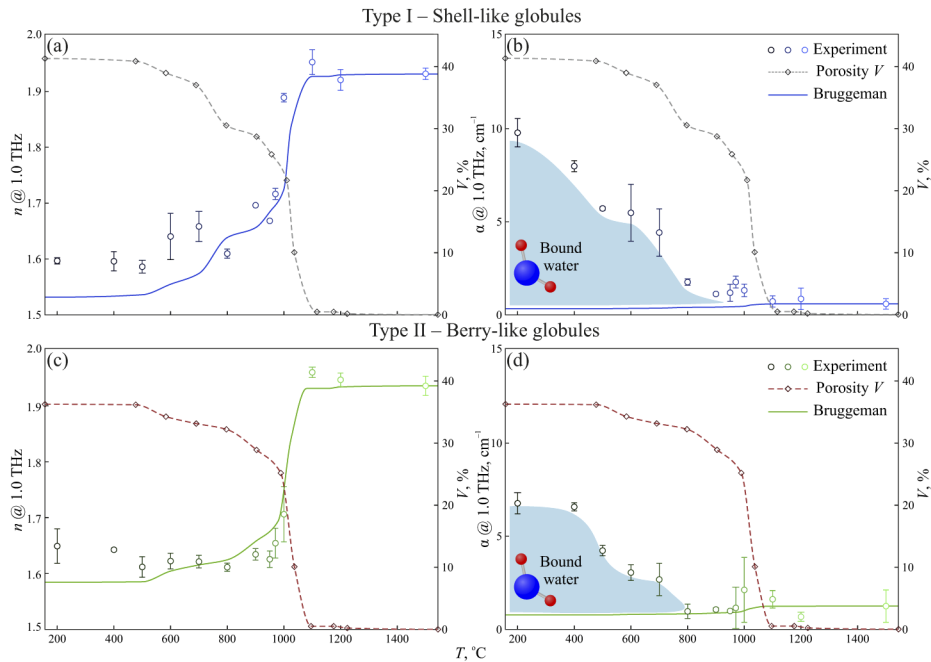 Type I – Shell-like globules
(a)
2.0
1.9
1.8
1.7
1.6
1.5
n @ 1.0 THz
40
30
20
10
0
V, %
(b)
15
10
5
0
α @ 1.0 THz, cm⁻¹
Experiment
Porosity V
Bruggeman
Bound
water
40
30
20
10
0
V, %
Type II – Berry-like globules
(c)
2.0
1.9
1.8
1.7
1.6
1.5
n @ 1.0 THz
40
30
20
10
0
V, %
200 400 600 800 1000 1200 1400
(d)
15
10
5
0
α @ 1.0 THz, cm⁻¹
Experiment
Porosity V
Bruggeman
Bound
water
40
30
20
10
0
V, %
200 400 600 800 1000 1200 1400
T, °C